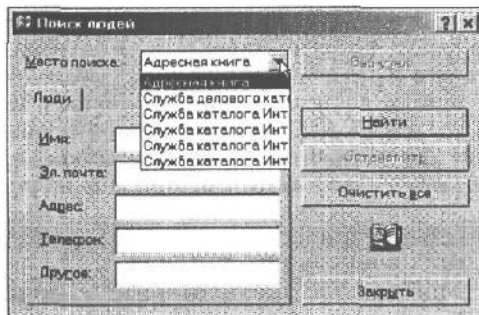 Поиск людей
Место поиска: Адресная книга
Адресная книга
Люди
Служба делового кат
Служба каталога Инт
Служба каталога Инт
Служба каталога Инт
Служба каталога Инт
Имя:
Эл. почта:
Адрес:
Телефон:
Другое:
Найти
Остановить
Очистить все
Закрыть